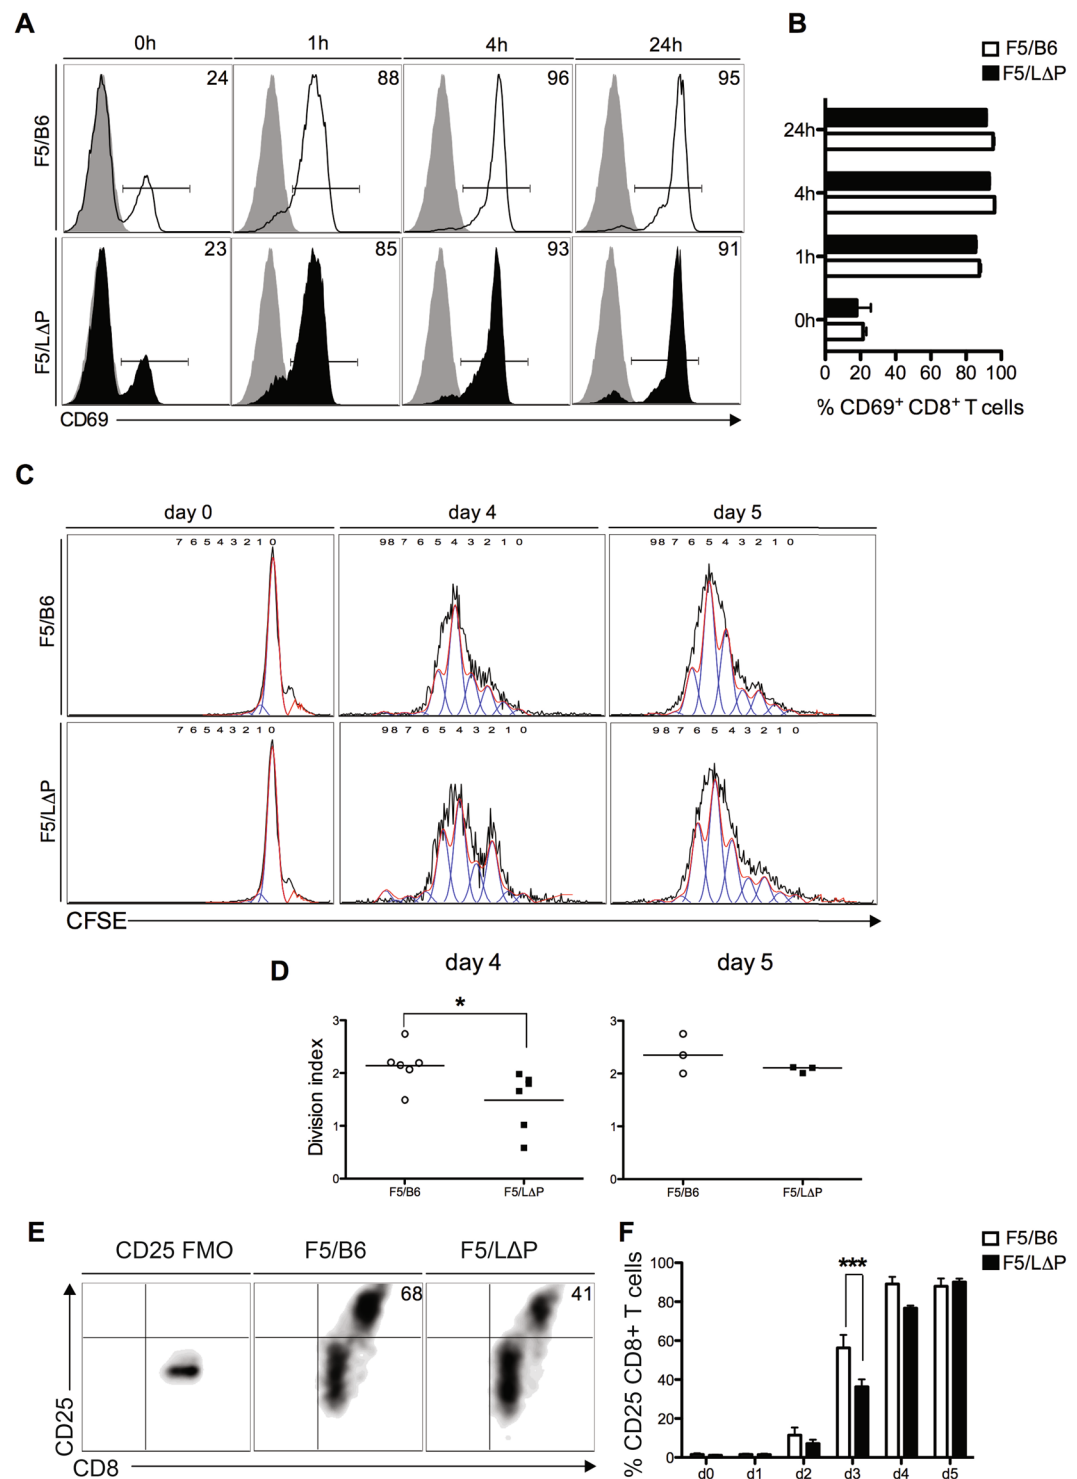 A
0h 1h 4h 24h
F5/B6
24 88 96 95
F5/LΔP
23 85 93 91
CD69
B
F5/B6
F5/LΔP
24h
4h
1h
0h
0 20 40 60 80 100
% CD69+ CD8+ T cells
C
day 0 day 4 day 5
F5/B6
7 6 5 4 3 2 1 0
9 8 7 6 5 4 3 2 1 0
9 8 7 6 5 4 3 2 1 0
F5/LΔP
7 6 5 4 3 2 1 0
9 8 7 6 5 4 3 2 1 0
9 8 7 6 5 4 3 2 1 0
CFSE
D
day 4 day 5
*
Division index
3
2
1
0
F5/B6 F5/LΔP
3
2
1
0
F5/B6 F5/LΔP
E
CD25 FMO F5/B6 F5/LΔP
68 41
CD25
CD8
F
F5/B6
F5/LΔP
% CD25 CD8+ T cells
100
80
60
40
20
0
***
d0 d1 d2 d3 d4 d5